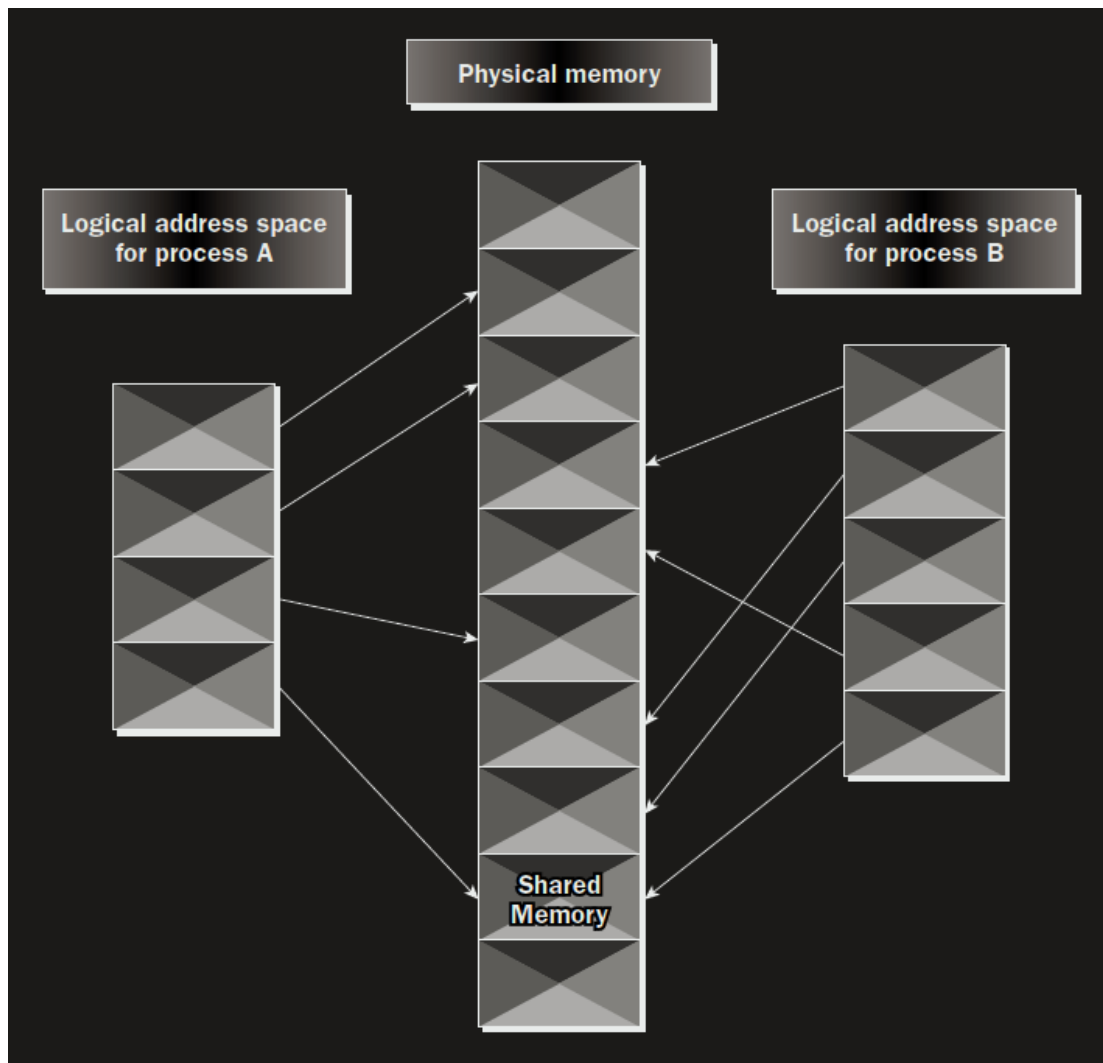 Physical memory
Logical address space
for process A
Logical address space
for process B
Shared
Memory